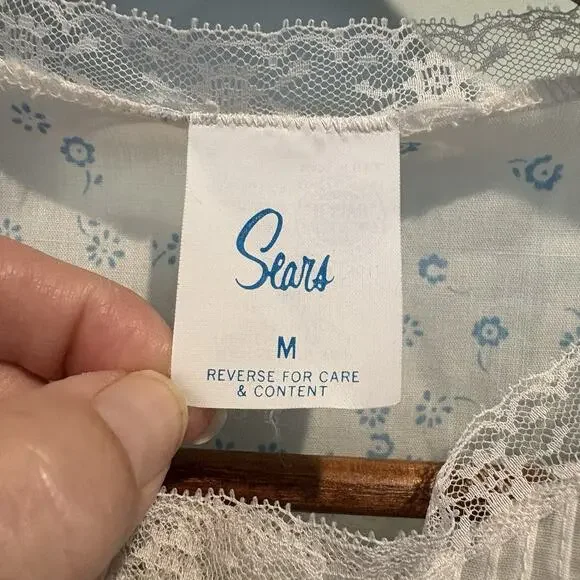 Sears
M
REVERSE FOR CARE
& CONTENT